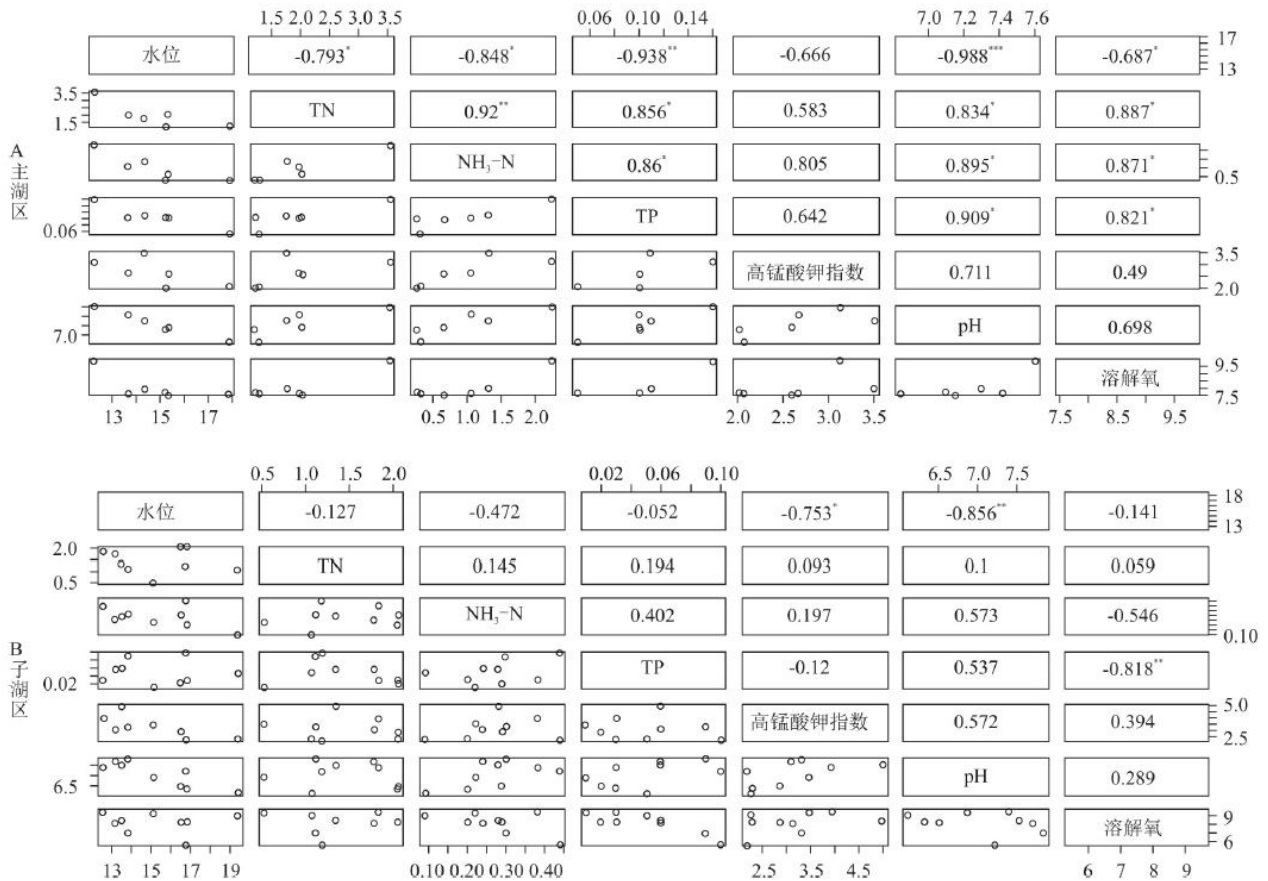 1.5 2.0 2.5 3.0 3.5 0.06 0.10 0.14 7.0 7.2 7.4 7.6
水位 -0.793* -0.848* -0.938** -0.666 -0.988*** -0.687* 17 13
3.5 1.5 TN 0.92** 0.856* 0.583 0.834* 0.887*
NH₃-N 0.86* 0.805 0.895* 0.871* 0.5
0.06 TP 0.642 0.909* 0.821*
高锰酸钾指数 0.711 0.49 3.5 2.0
7.0 pH 0.698
溶解氧 9.5 7.5
13 15 17 0.5 1.0 1.5 2.0 2.0 2.5 3.0 3.5 7.5 8.5 9.5
A主湖区
0.5 1.0 1.5 2.0 0.02 0.06 0.10 6.5 7.0 7.5
水位 -0.127 -0.472 -0.052 -0.753* -0.856** -0.141 18 13
2.0 0.5 TN 0.145 0.194 0.093 0.1 0.059
NH₃-N 0.402 0.197 0.573 -0.546 0.10
0.02 TP -0.12 0.537 -0.818**
高锰酸钾指数 0.572 0.394 5.0 2.5
6.5 pH 0.289
溶解氧 9 6
13 15 17 19 0.10 0.20 0.30 0.40 2.5 3.5 4.5 6 7 8 9
B子湖区